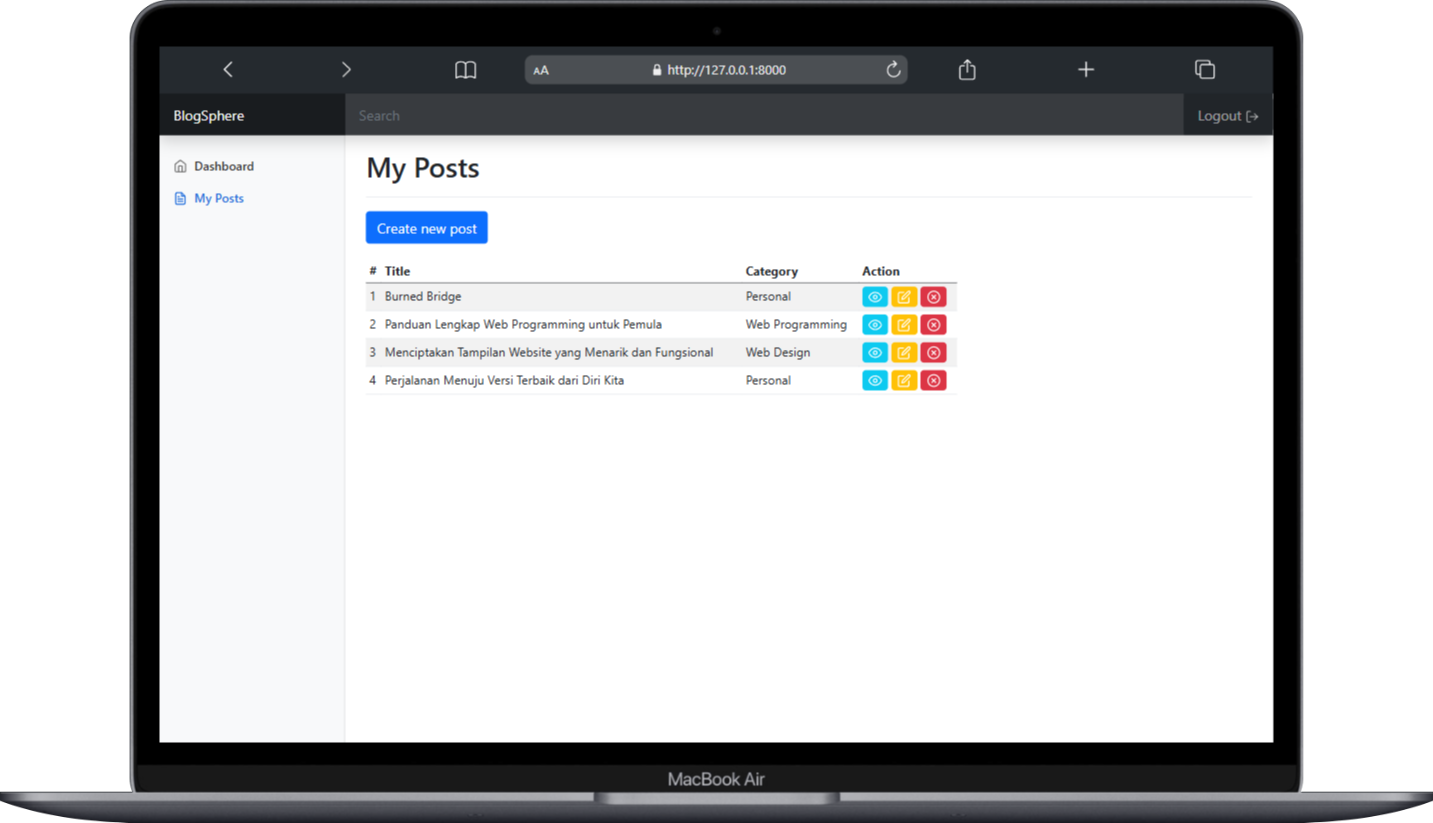 AA http://127.0.0.1:8000
BlogSphere Search Logout
Dashboard
My Posts
My Posts
Create new post
# Title Category Action
1 Burned Bridge Personal
2 Panduan Lengkap Web Programming untuk Pemula Web Programming
3 Menciptakan Tampilan Website yang Menarik dan Fungsional Web Design
4 Perjalanan Menuju Versi Terbaik dari Diri Kita Personal
MacBook Air